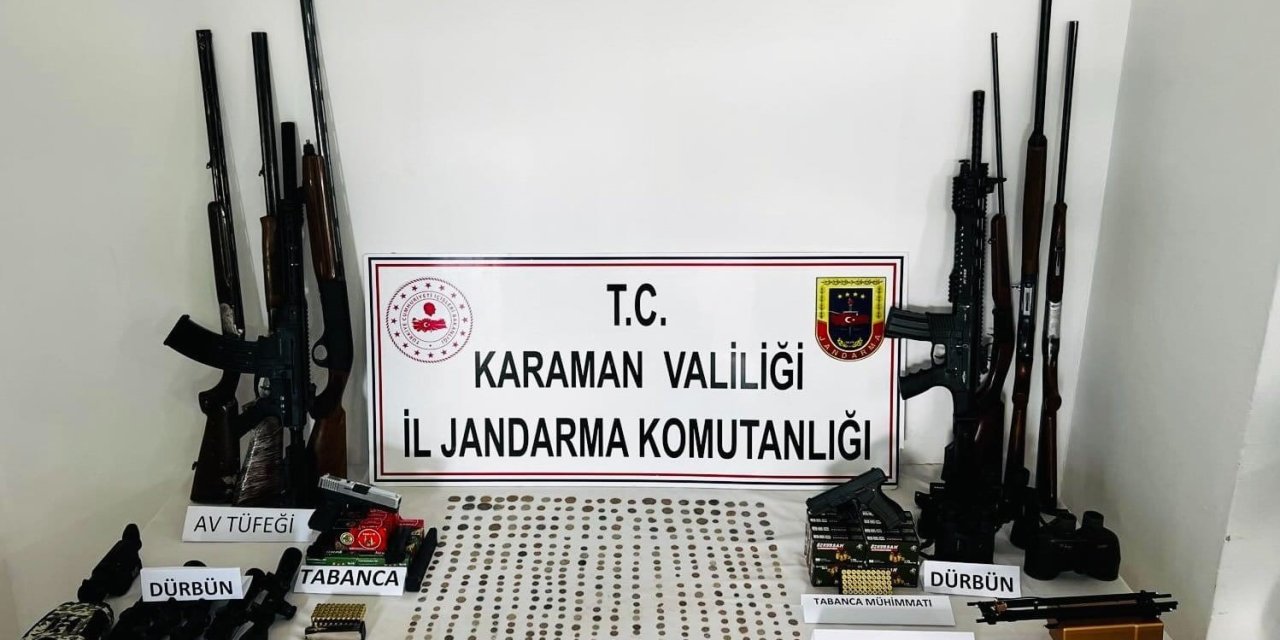 T.C.
KARAMAN VALİLİĞİ
İL JANDARMA KOMUTANLIĞI
JANDARMA
AV TÜFEĞİ
DÜRBÜN
TABANCA
DÜRBÜN
TABANCA MÜHİMMATI